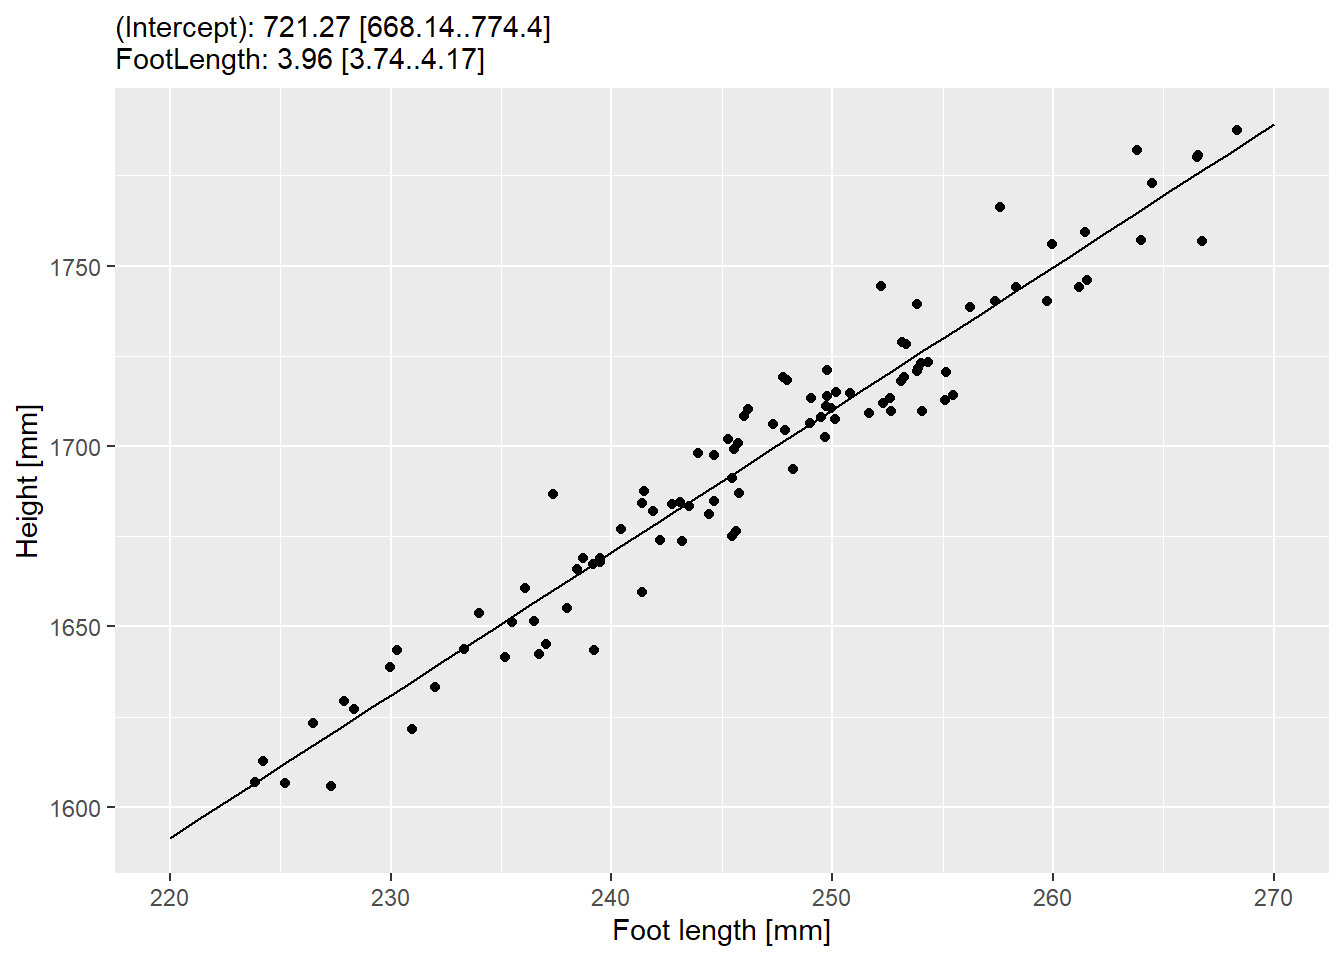 (Intercept): 721.27 [668.14..774.4]
FootLength: 3.96 [3.74..4.17]
Height [mm]
1750
1700
1650
1600
220 230 240 250 260 270
Foot length [mm]